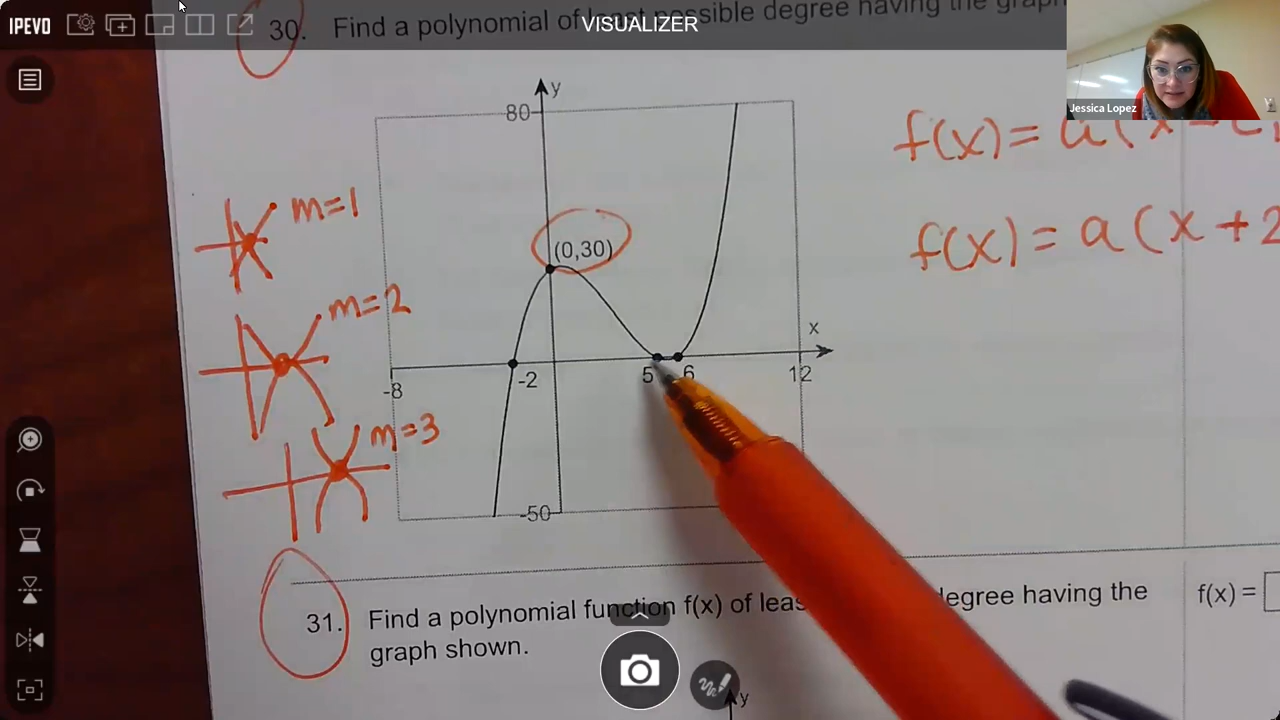 IPEVO
VISUALIZER
30. Find a polynomial of least possible degree having the graph
Jessica Lopez
y
80
f(x) = a(x -
m=1
(0,30)
f(x) = a(x+2
m=2
x
-8
-2
5
6
12
m=3
-50
31. Find a polynomial function f(x) of leas degree having the
graph shown.
f(x) =
y